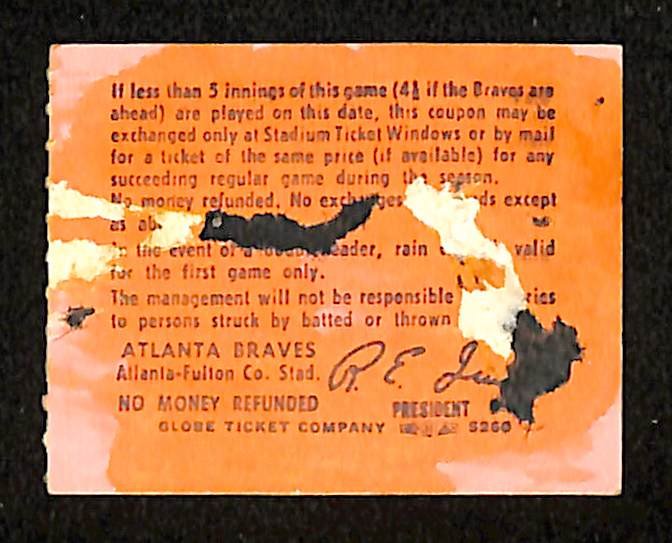 If less than 5 innings of this game (4½ if the Braves are
ahead) are played on this date, this coupon may be
exchanged only at Stadium Ticket Windows or by mail
for a ticket of the same price (if available) for any
succeeding regular game during the season.
No money refunded. No except
as
In the event of a rain valid
for the first game only.
The management will not be responsible
to persons struck by batted or thrown
ATLANTA BRAVES
Atlanta-Fulton Co. Stad. R. E.
NO MONEY REFUNDED PRESIDENT
GLOBE TICKET COMPANY 5260